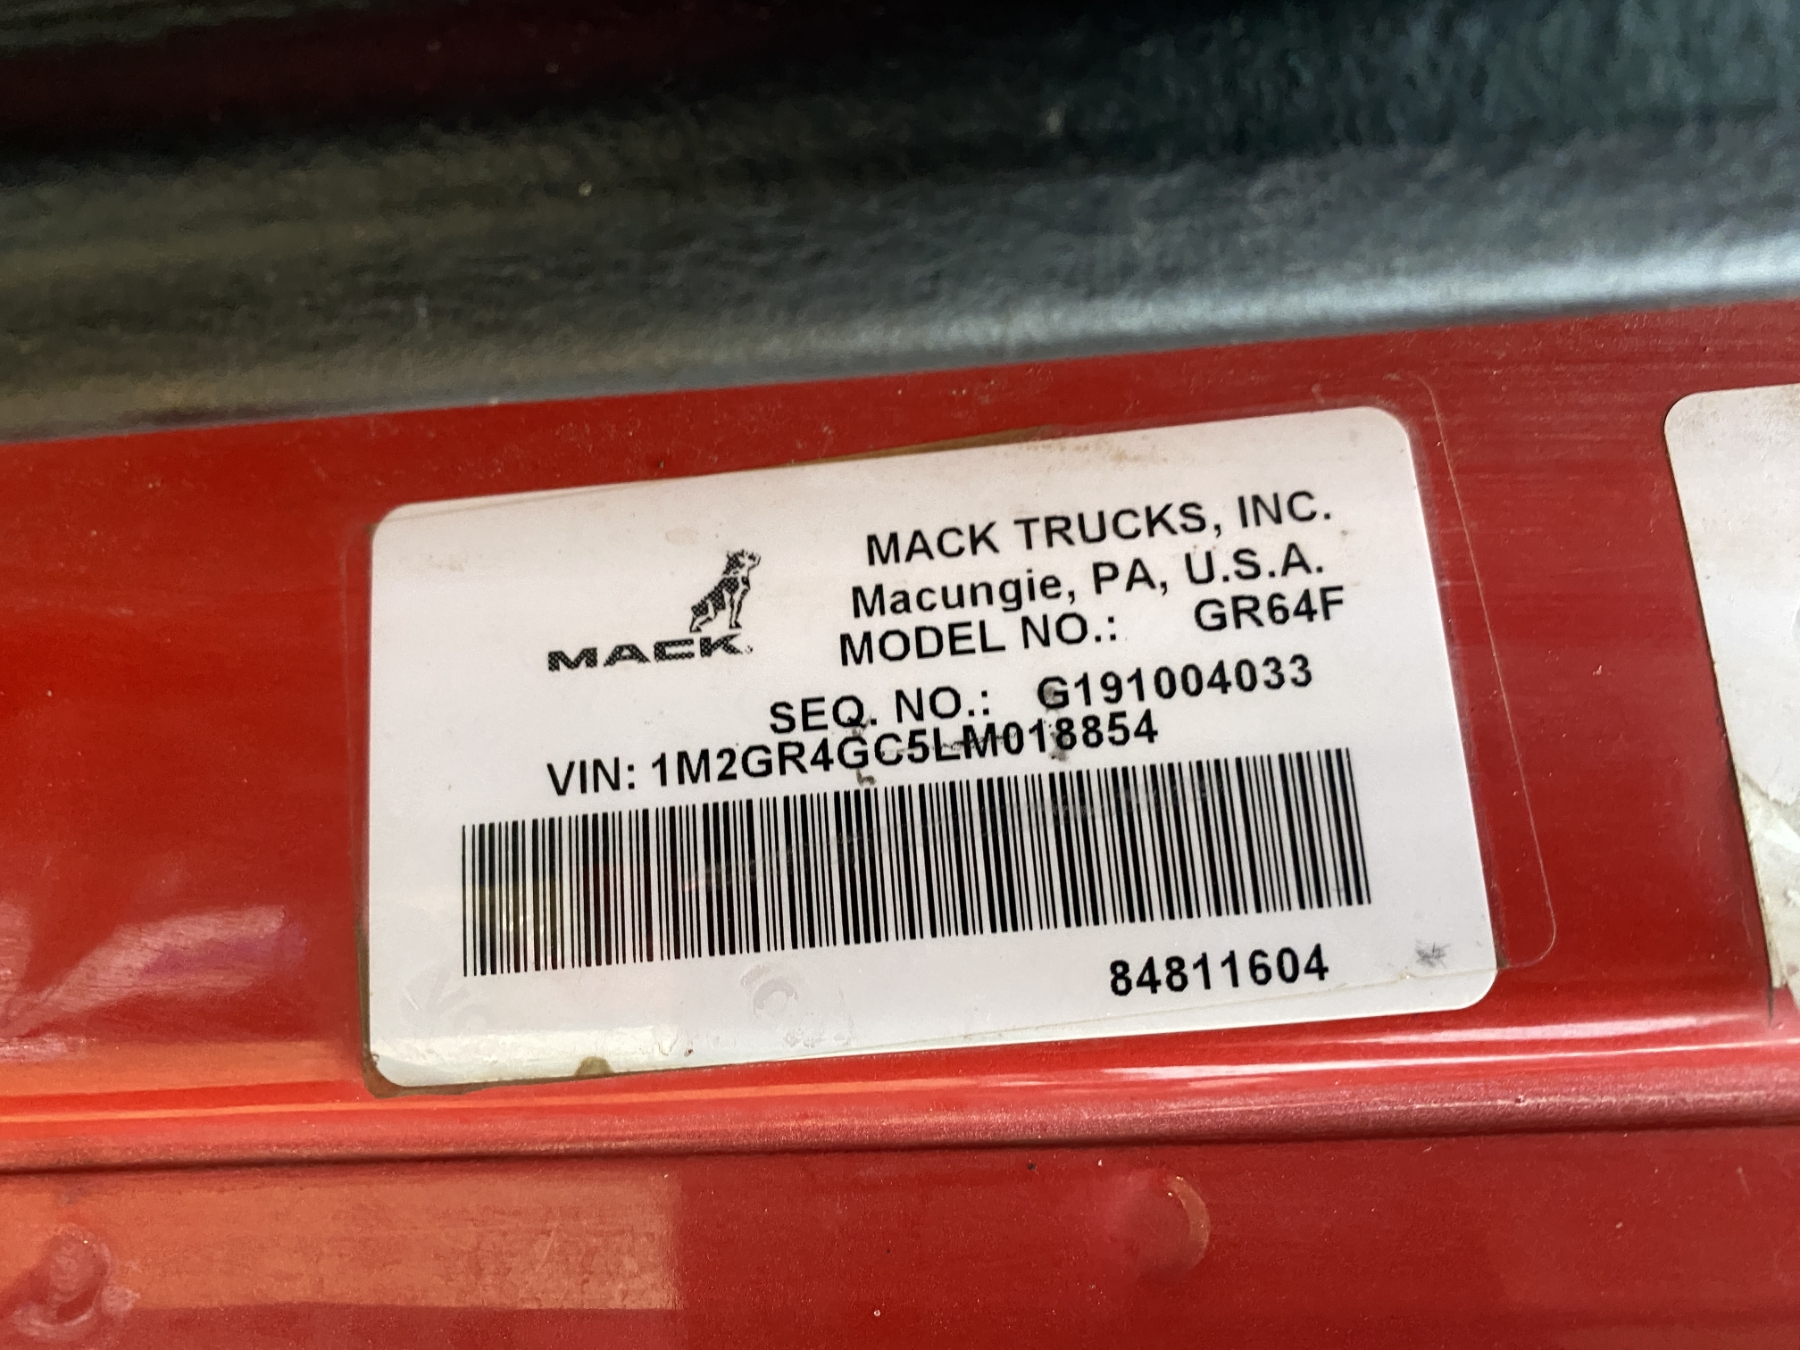 MACK TRUCKS, INC.
Macungie, PA, U.S.A.
MACK
MODEL NO.: GR64F
SEQ. NO.: G191004033
VIN: 1M2GR4GC5LM018854
84811604